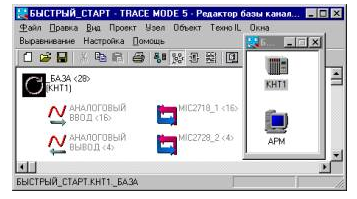 БЫСТРЫЙ_СТАРТ - TRACE MODE 5 - Редактор базы канал...
Файл Правка Вид Проект Узел Объект Техно IL Окна
Выравнивание Настройка Помощь
_БАЗА <28>
(КНТ1)
АНАЛОГОВЫЙ
ВВОД <16>
MIC2718_1 <16>
АНАЛОГОВЫЙ
ВЫВОД <4>
MIC2728_2 <4>
КНТ1
АРМ
БЫСТРЫЙ_СТАРТ.КНТ1._БАЗА